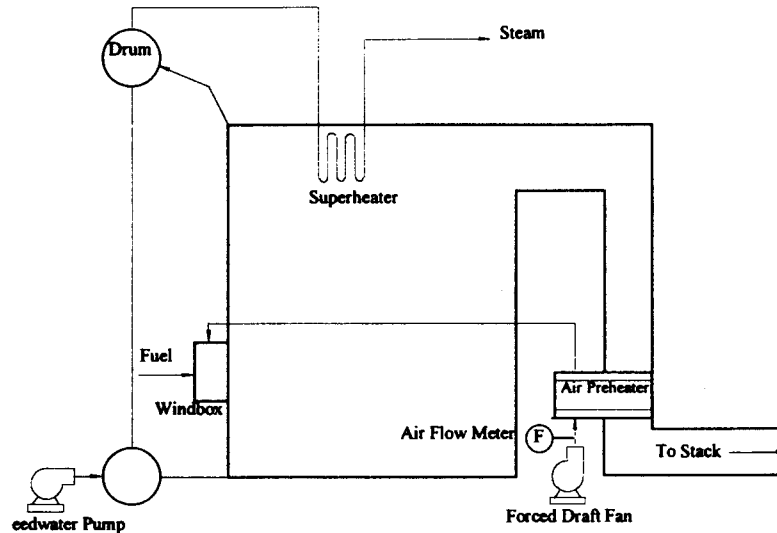 Drum
Steam
Superheater
Fuel
Windbox
Air Preheater
Air Flow Meter
F
To Stack
eedwater Pump
Forced Draft Fan